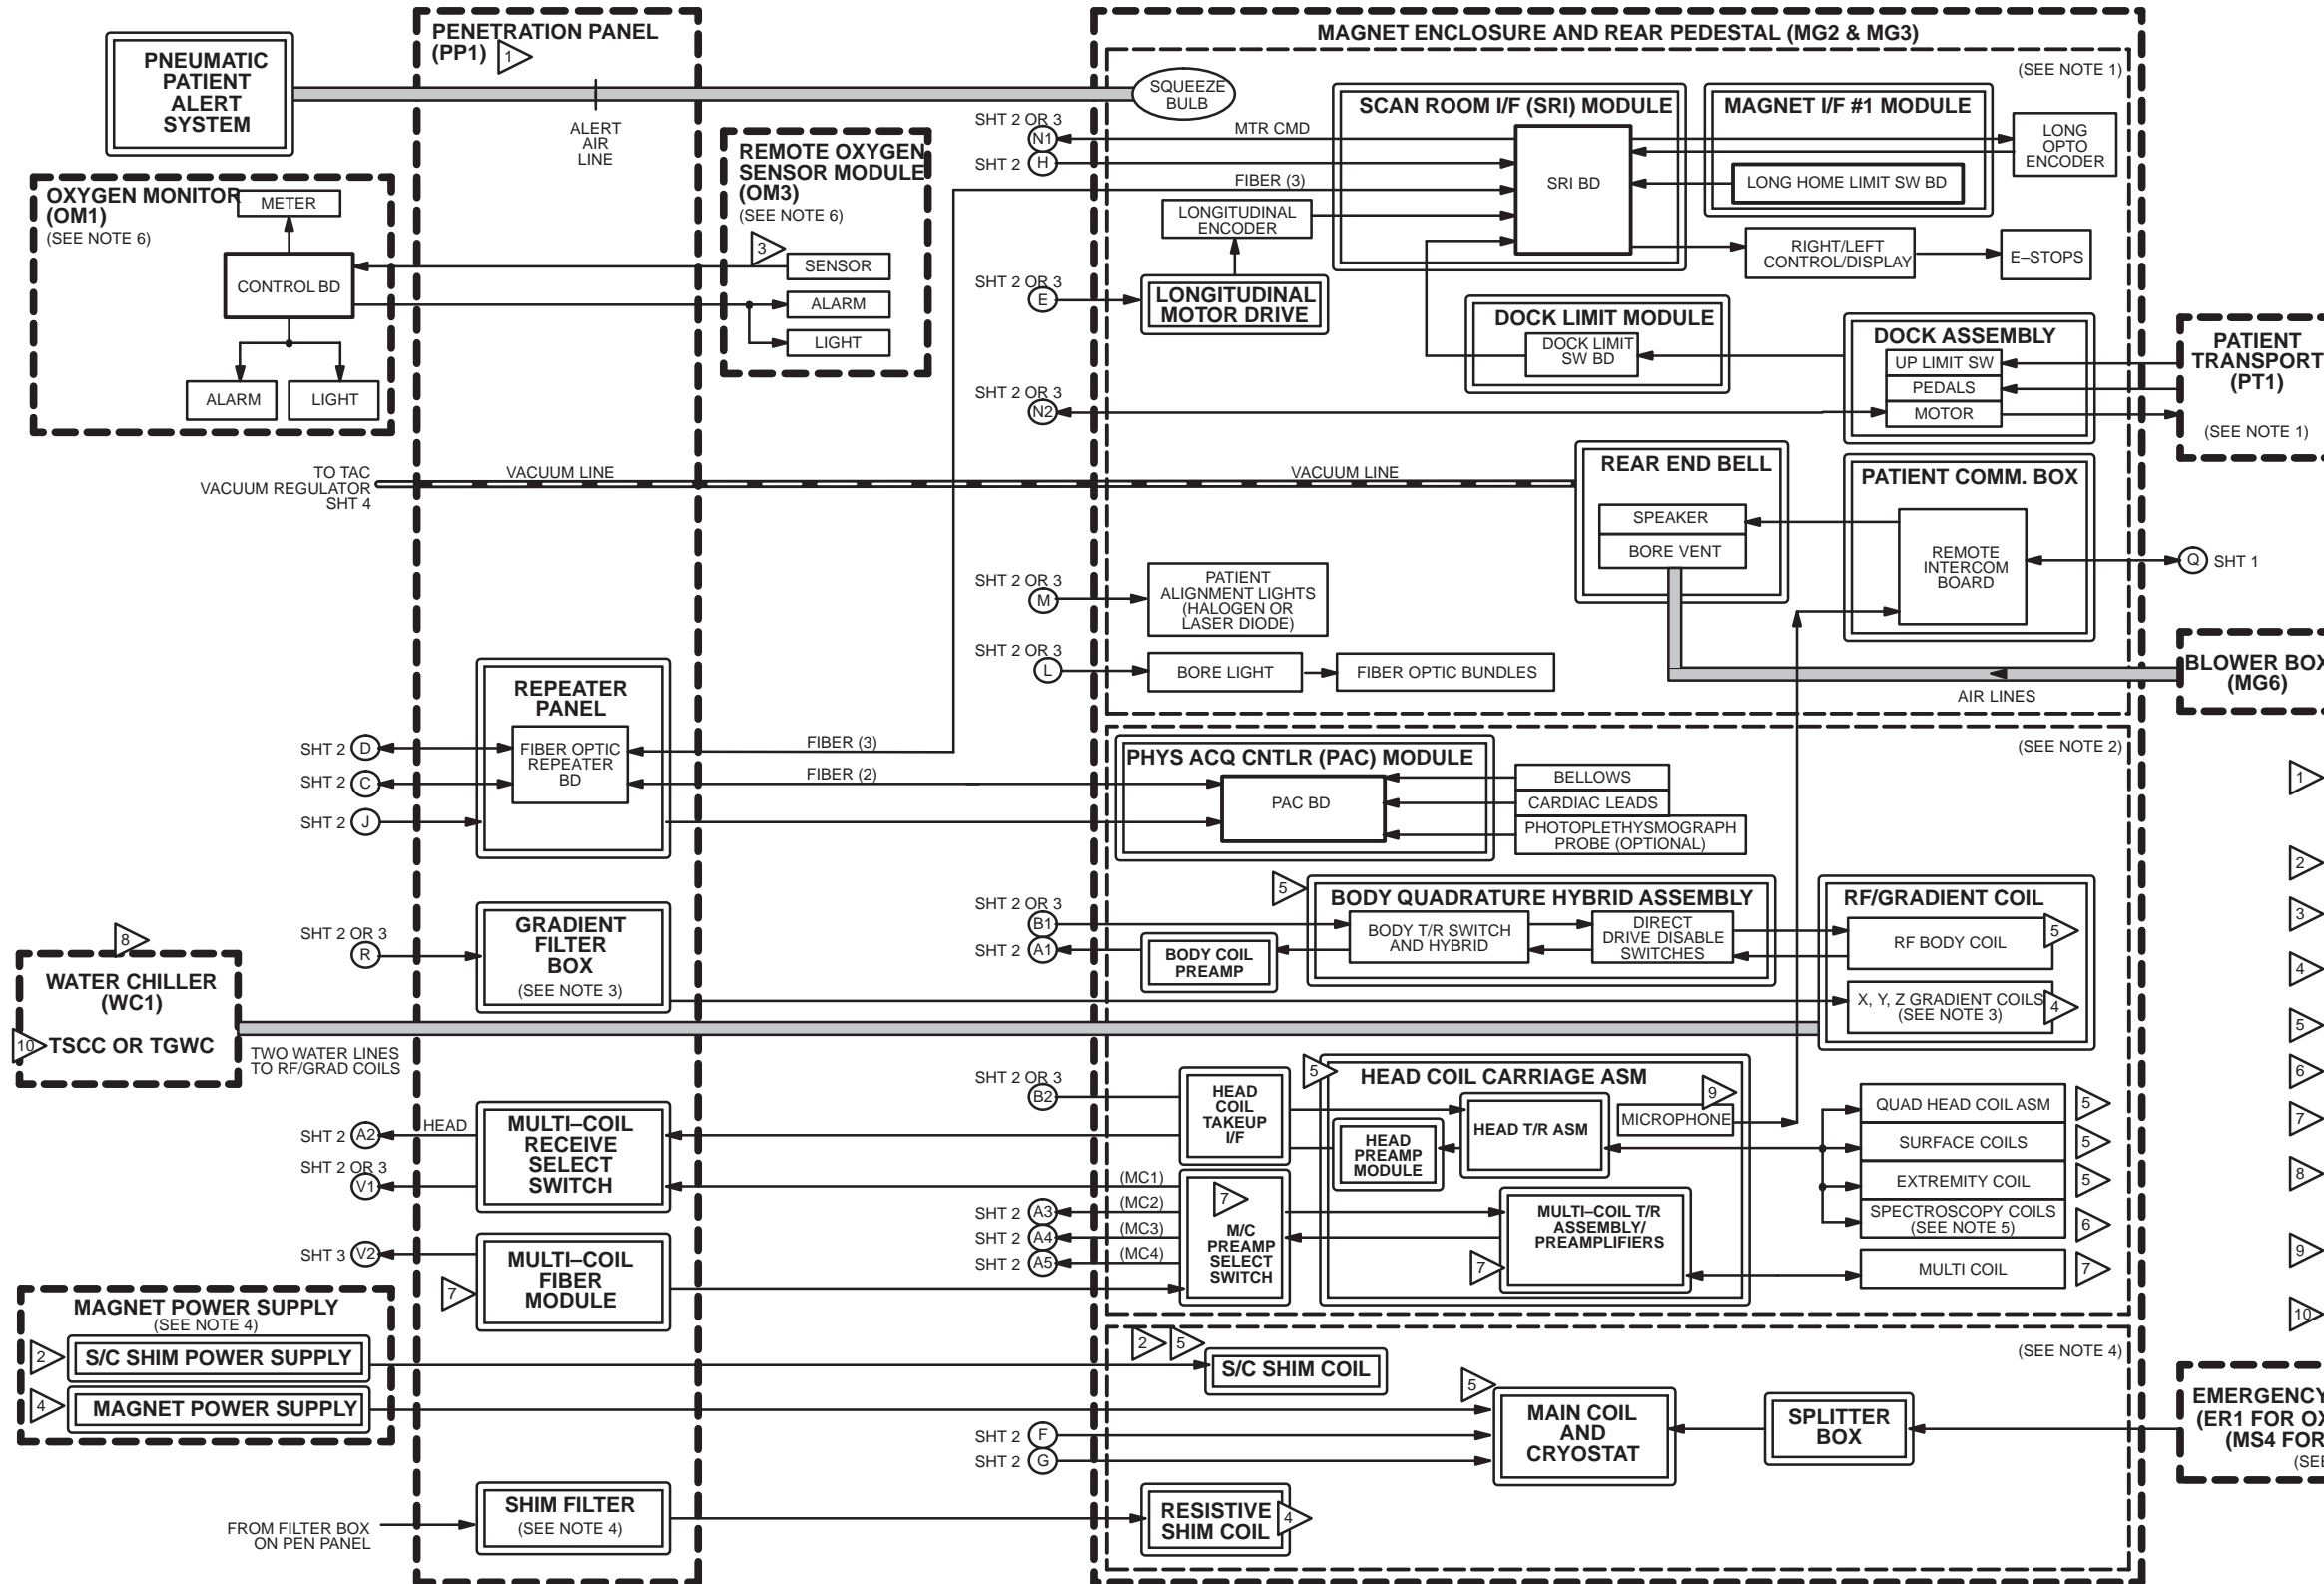 PENETRATION PANEL
(PP1)
1
MAGNET ENCLOSURE AND REAR PEDESTAL (MG2 & MG3)
(SEE NOTE 1)
PNEUMATIC
PATIENT
ALERT
SYSTEM
ALERT
AIR
LINE
SQUEEZE
BULB
OXYGEN MONITOR
(OM1)
(SEE NOTE 6)
METER
CONTROL BD
ALARM
LIGHT
REMOTE OXYGEN
SENSOR MODULE
(OM3)
(SEE NOTE 6)
3
SENSOR
ALARM
LIGHT
SHT 2 OR 3
N1
MTR CMD
SHT 2
H
FIBER (3)
SCAN ROOM I/F (SRI) MODULE
SRI BD
MAGNET I/F #1 MODULE
LONG HOME LIMIT SW BD
LONG
OPTO
ENCODER
LONGITUDINAL
ENCODER
RIGHT/LEFT
CONTROL/DISPLAY
E–STOPS
SHT 2 OR 3
E
LONGITUDINAL
MOTOR DRIVE
DOCK LIMIT MODULE
DOCK LIMIT
SW BD
DOCK ASSEMBLY
UP LIMIT SW
PEDALS
MOTOR
PATIENT
TRANSPORT
(PT1)
(SEE NOTE 1)
SHT 2 OR 3
N2
TO TAC
VACUUM REGULATOR
SHT 4
VACUUM LINE
VACUUM LINE
REAR END BELL
SPEAKER
BORE VENT
PATIENT COMM. BOX
REMOTE
INTERCOM
BOARD
Q
SHT 1
SHT 2 OR 3
M
PATIENT
ALIGNMENT LIGHTS
(HALOGEN OR
LASER DIODE)
SHT 2 OR 3
L
BORE LIGHT
FIBER OPTIC BUNDLES
AIR LINES
BLOWER BOX
(MG6)
REPEATER
PANEL
FIBER OPTIC
REPEATER
BD
SHT 2
D
SHT 2
C
SHT 2
J
FIBER (3)
FIBER (2)
(SEE NOTE 2)
PHYS ACQ CNTLR (PAC) MODULE
PAC BD
BELLOWS
CARDIAC LEADS
PHOTOPLETHYSMOGRAPH
PROBE (OPTIONAL)
1
2
3
4
5
6
7
8
9
10
SHT 2 OR 3
R
GRADIENT
FILTER
BOX
(SEE NOTE 3)
SHT 2 OR 3
B1
SHT 2
A1
BODY COIL
PREAMP
5
BODY QUADRATURE HYBRID ASSEMBLY
BODY T/R SWITCH
AND HYBRID
DIRECT
DRIVE DISABLE
SWITCHES
RF/GRADIENT COIL
RF BODY COIL
5
X, Y, Z GRADIENT COILS
(SEE NOTE 3)
4
8
WATER CHILLER
(WC1)
10
TSCC OR TGWC
TWO WATER LINES
TO RF/GRAD COILS
SHT 2 OR 3
B2
HEAD
COIL
TAKEUP
I/F
5
HEAD COIL CARRIAGE ASM
9
MICROPHONE
HEAD T/R ASM
HEAD
PREAMP
MODULE
QUAD HEAD COIL ASM
5
SURFACE COILS
5
EXTREMITY COIL
5
SPECTROSCOPY COILS
(SEE NOTE 5)
6
MULTI COIL
7
SHT 2
A2
HEAD
SHT 2 OR 3
V1
MULTI–COIL
RECEIVE
SELECT
SWITCH
(MC1)
(MC2)
(MC3)
(MC4)
SHT 2
A3
SHT 2
A4
SHT 2
A5
7
M/C
PREAMP
SELECT
SWITCH
MULTI–COIL T/R
ASSEMBLY/
PREAMPLIFIERS
7
SHT 3
V2
MULTI–COIL
FIBER
MODULE
7
MAGNET POWER SUPPLY
(SEE NOTE 4)
2
S/C SHIM POWER SUPPLY
4
MAGNET POWER SUPPLY
(SEE NOTE 4)
2
5
S/C SHIM COIL
5
MAIN COIL
AND
CRYOSTAT
SPLITTER
BOX
SHT 2
F
SHT 2
G
EMERGENCY
(ER1 FOR OX
(MS4 FOR
(SEE
FROM FILTER BOX
ON PEN PANEL
SHIM FILTER
(SEE NOTE 4)
RESISTIVE
SHIM COIL
4